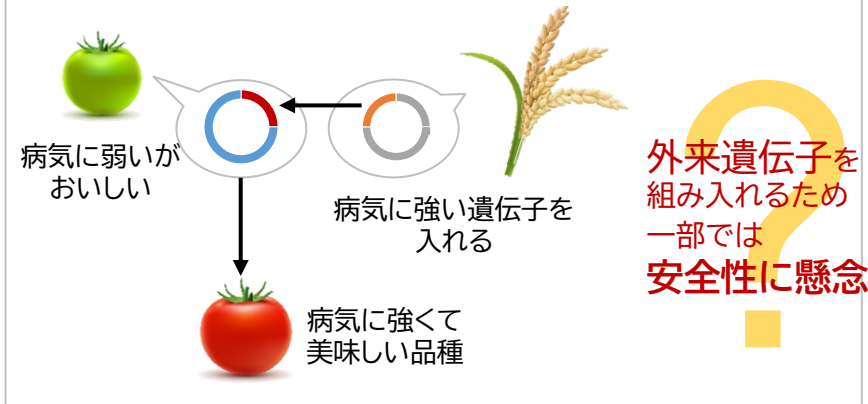 病気に弱いが
おいしい
病気に強い遺伝子を
入れる
病気に強くて
美味しい品種
外来遺伝子を
組み入れるため
一部では
安全性に懸念
?